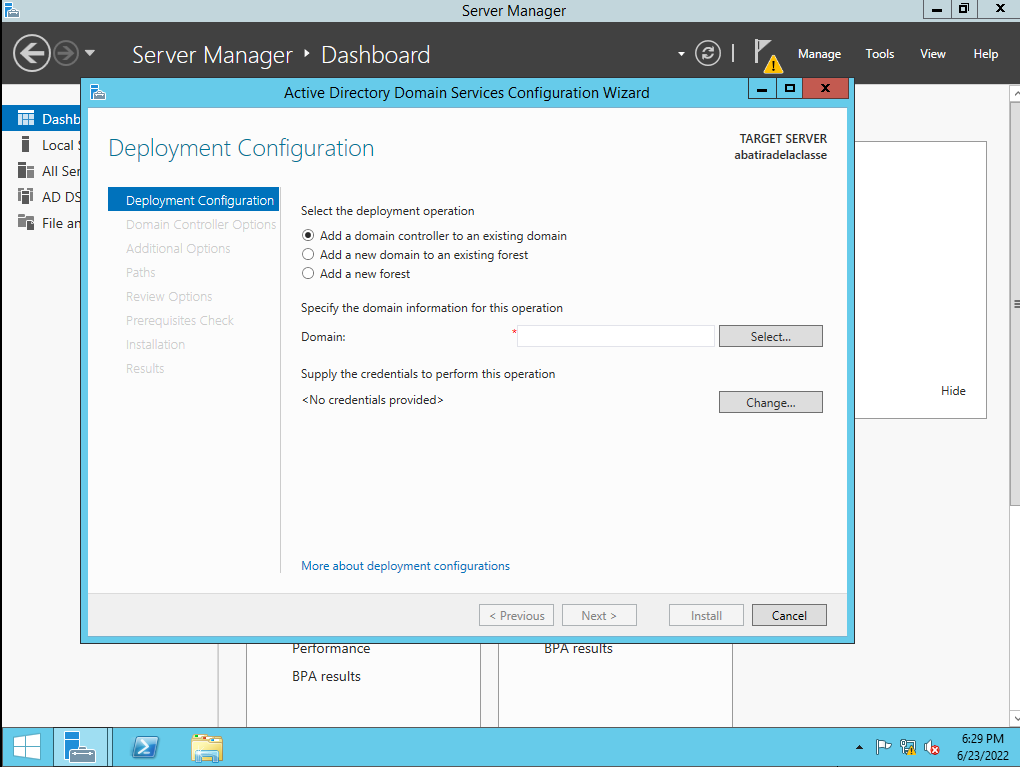 Server Manager
Server Manager ‣ Dashboard
Manage Tools View Help
Active Directory Domain Services Configuration Wizard
Dashb
Local S
All Ser
AD DS
File an
Deployment Configuration
TARGET SERVER
abatiradelaclasse
Deployment Configuration
Domain Controller Options
Additional Options
Paths
Review Options
Prerequisites Check
Installation
Results
Select the deployment operation
Add a domain controller to an existing domain
Add a new domain to an existing forest
Add a new forest
Specify the domain information for this operation
Domain: * Select...
Supply the credentials to perform this operation
<No credentials provided> Change...
More about deployment configurations
< Previous Next > Install Cancel
Hide
Performance
BPA results
BPA results
6:29 PM
6/23/2022